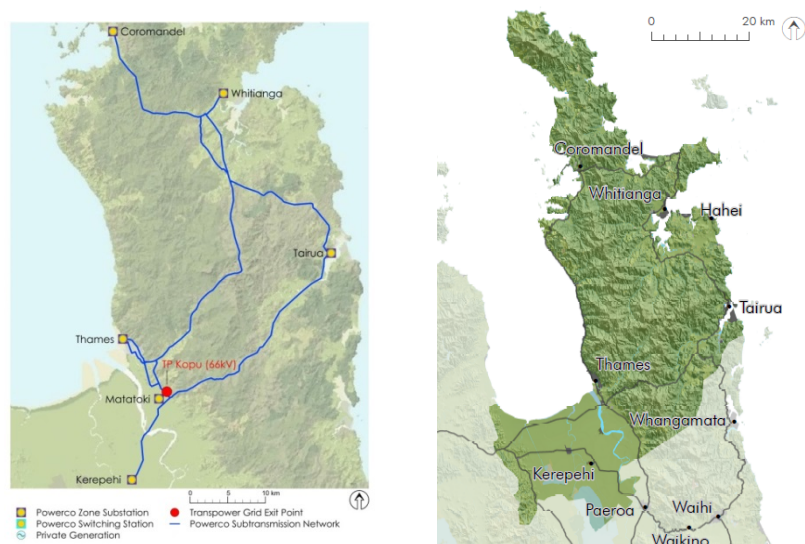 Coromandel
Whitianga
Tairua
Thames
TP Kopu (66kV)
Matatoki
Kerepehi
0 5 10 km
Powerco Zone Substation
Powerco Switching Station
Private Generation
Transpower Grid Exit Point
Powerco Subtransmission Network
0 20 km
Coromandel
Whitianga
Hahei
Tairua
Thames
Whangamata
Kerepehi
Paeroa
Waihi
Waikino